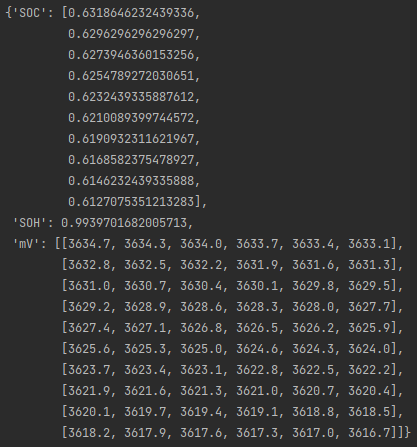 {'SOC': [0.6318646232439336,
0.6296296296296297,
0.6273946360153256,
0.6254789272030651,
0.6232439335887612,
0.6210089399744572,
0.6190932311621967,
0.6168582375478927,
0.6146232439335888,
0.6127075351213283],
'SOH': 0.9939701682005713,
'mV': [[3634.7, 3634.3, 3634.0, 3633.7, 3633.4, 3633.1],
[3632.8, 3632.5, 3632.2, 3631.9, 3631.6, 3631.3],
[3631.0, 3630.7, 3630.4, 3630.1, 3629.8, 3629.5],
[3629.2, 3628.9, 3628.6, 3628.3, 3628.0, 3627.7],
[3627.4, 3627.1, 3626.8, 3626.5, 3626.2, 3625.9],
[3625.6, 3625.3, 3625.0, 3624.6, 3624.3, 3624.0],
[3623.7, 3623.4, 3623.1, 3622.8, 3622.5, 3622.2],
[3621.9, 3621.6, 3621.3, 3621.0, 3620.7, 3620.4],
[3620.1, 3619.7, 3619.4, 3619.1, 3618.8, 3618.5],
[3618.2, 3617.9, 3617.6, 3617.3, 3617.0, 3616.7]]}